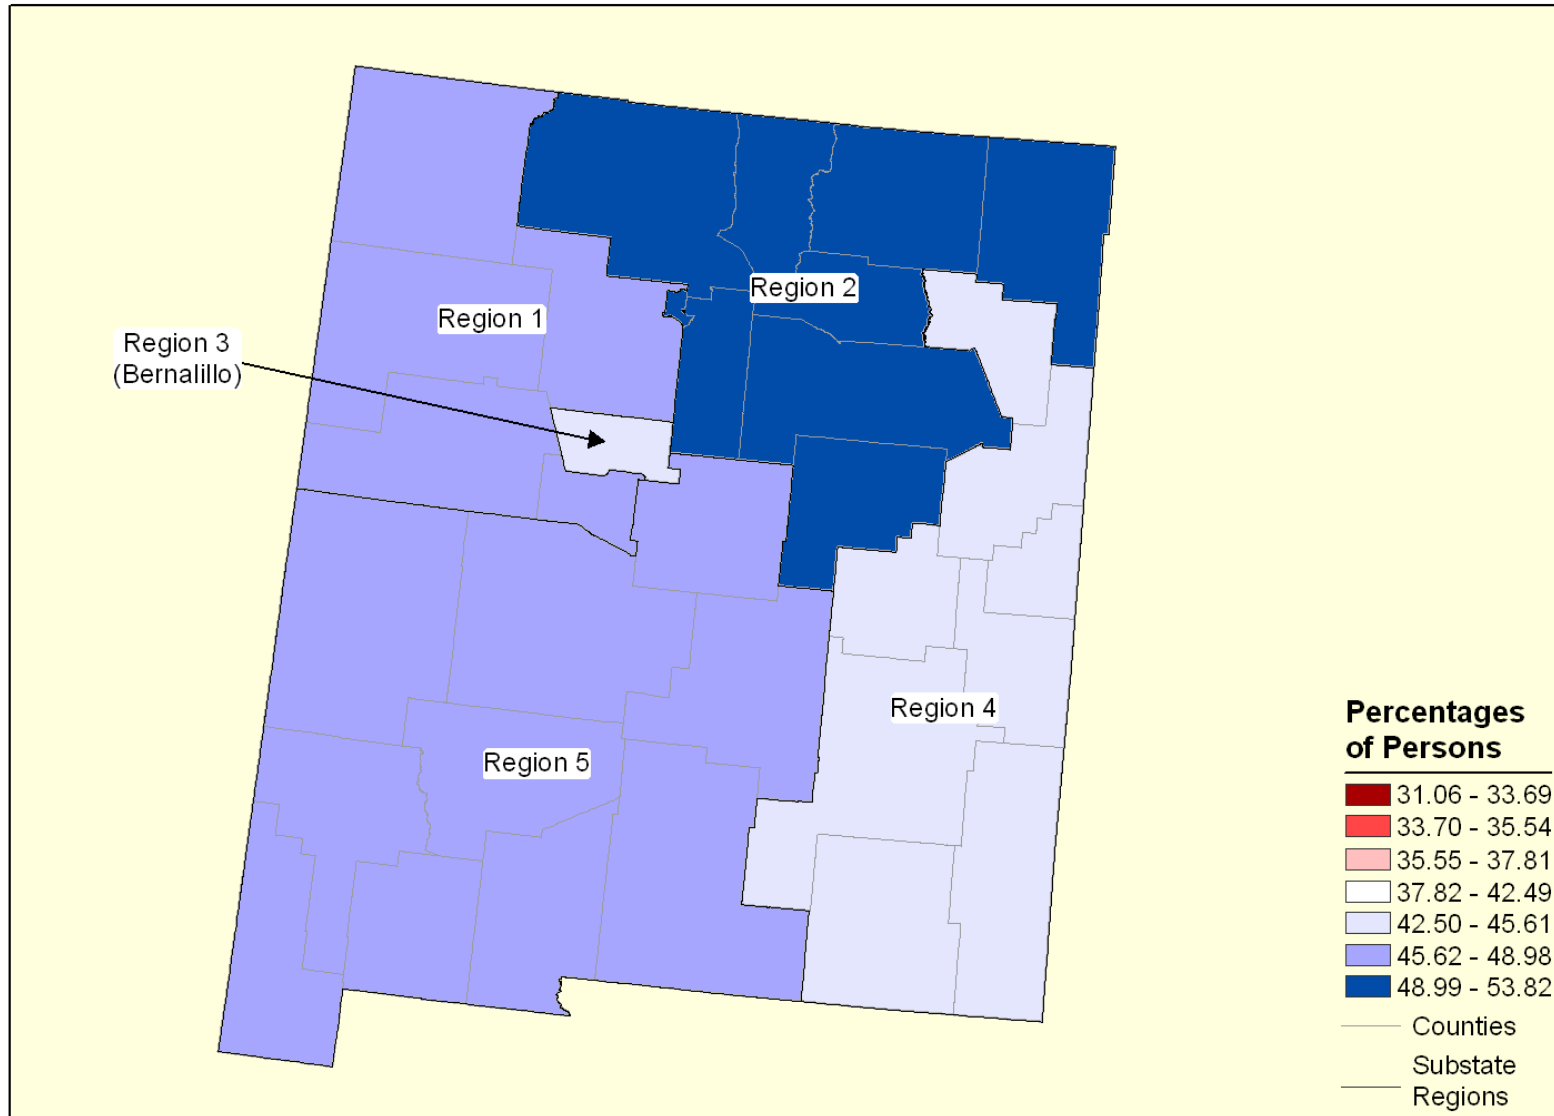 Region 2
Region 1
Region 3
(Bernalillo)
Region 4
Region 5
Percentages
of Persons
31.06 - 33.69
33.70 - 35.54
35.55 - 37.81
37.82 - 42.49
42.50 - 45.61
45.62 - 48.98
48.99 - 53.82
Counties
Substate
Regions